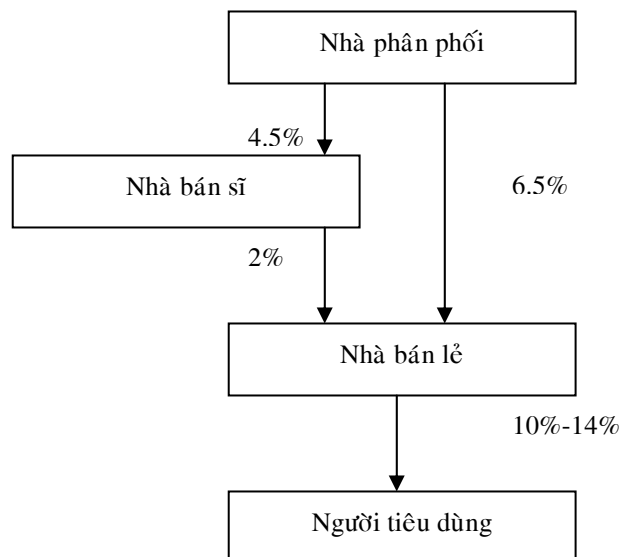 Nhà phân phối
4.5%
Nhà bán sĩ
6.5%
2%
Nhà bán lẻ
10%-14%
Người tiêu dùng